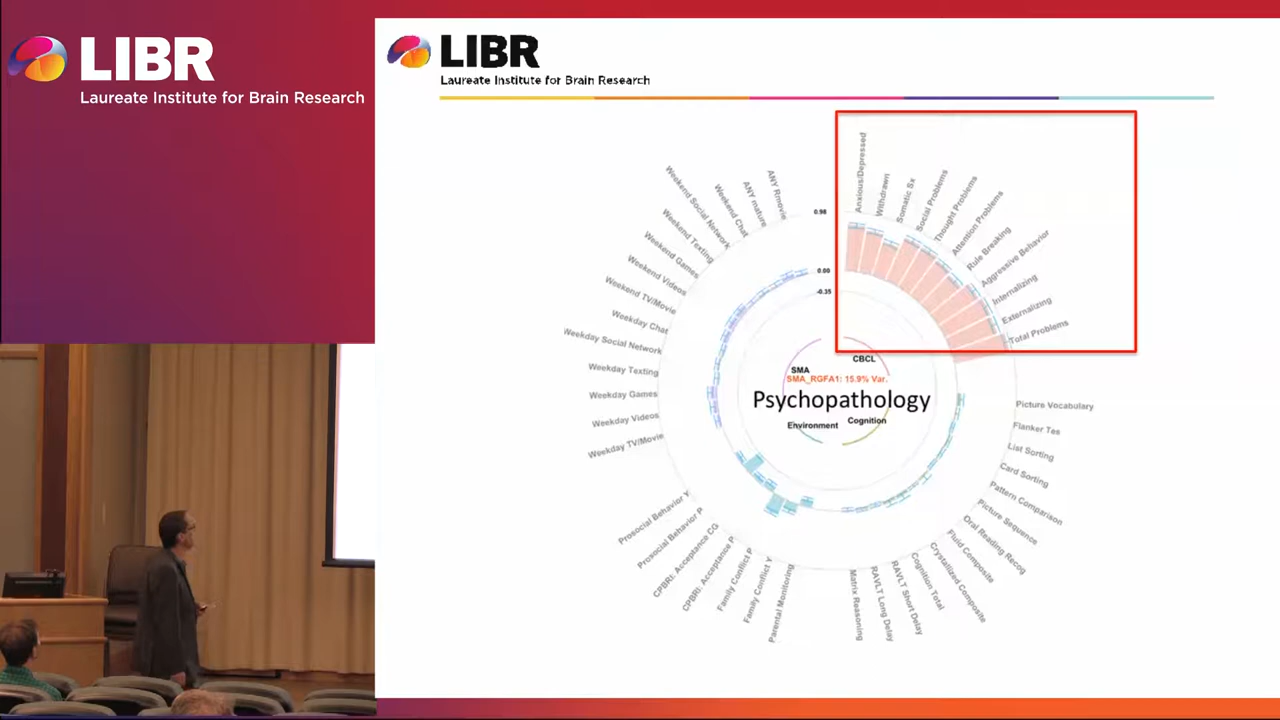 LIBR
Laureate Institute for Brain Research
LIBR
Laureate Institute for Brain Research
Anxious/Depressed
Withdrawn
Somatic Sx
Social Problems
Thought Problems
Attention Problems
Rule Breaking
Aggressive Behavior
Internalizing
Externalizing
Total Problems
Picture Vocabulary
Flanker Tes
List Sorting
Card Sorting
Pattern Comparison
Picture Sequence
Oral Reading Recog
Fluid Composite
Crystallized Composite
Cognition Total
RAVLT Short Delay
RAVLT Long Delay
Matrix Reasoning
Parental Monitoring
Family Conflict Y
Family Conflict P
CPBRI: Acceptance P
CPBRI: Acceptance CG
Prosocial Behavior P
Prosocial Behavior Y
Weekday TV/Movie
Weekday Videos
Weekday Games
Weekday Texting
Weekday Social Network
Weekday Chat
Weekend TV/Movie
Weekend Videos
Weekend Games
Weekend Texting
Weekend Social Network
Weekend Chat
ANY mature
ANY Rmovie
0.98
0.00
-0.35
CBCL
SMA
SMA_RGFA1: 15.9% Var.
Psychopathology
Environment
Cognition